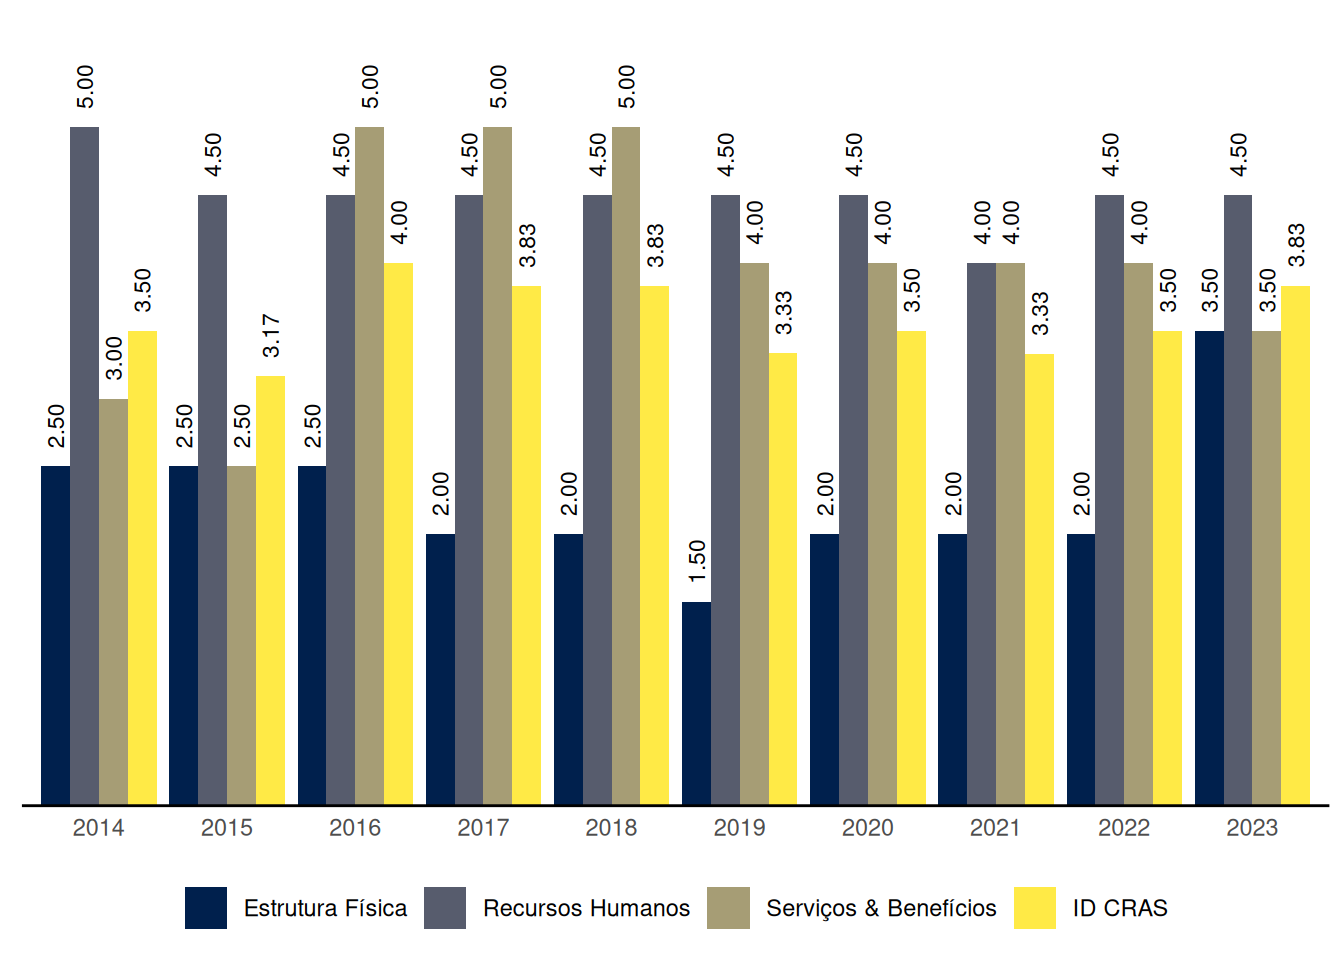 2.50 5.00 3.00 3.50 2.50 4.50 2.50 3.17 2.50 4.50 5.00 4.00 2.00 4.50 5.00 3.83 2.00 4.50 5.00 3.83 1.50 4.50 4.00 3.33 2.00 4.50 4.00 3.50 2.00 4.00 4.00 3.33 2.00 4.50 4.00 3.50 3.50 4.50 3.50 3.83
2014 2015 2016 2017 2018 2019 2020 2021 2022 2023
Estrutura Física Recursos Humanos Serviços & Benefícios ID CRAS